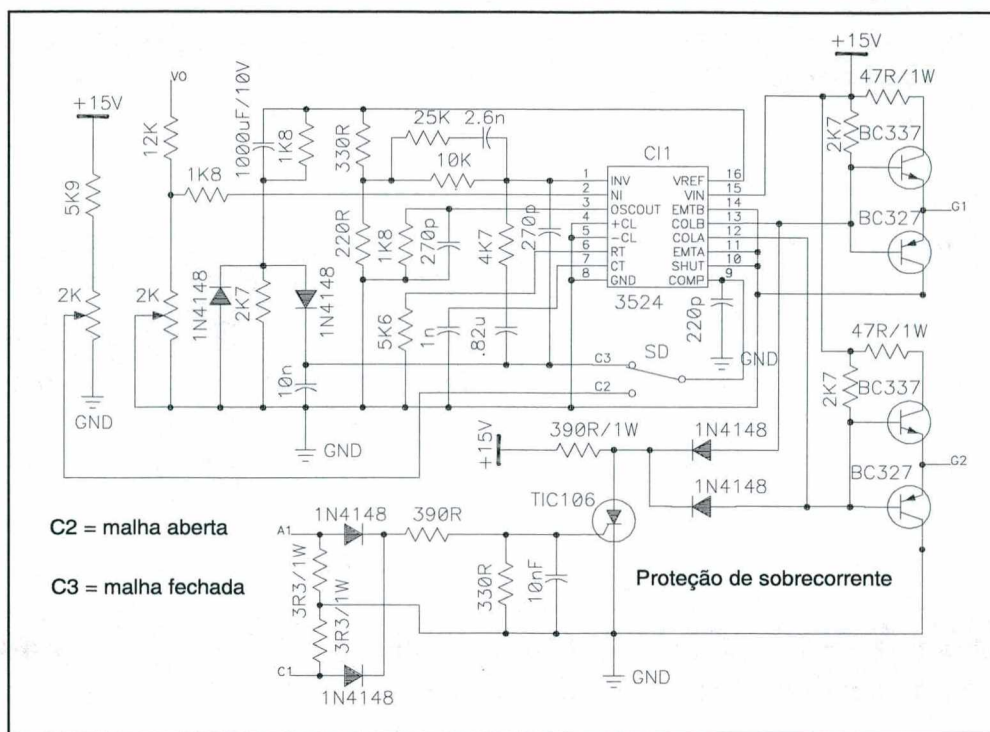 +15V
VO
+15V
47R/1W
12K
1000uF/10V
1K8
330R
25K
2.6n
2K7
BC337
5K9
1K8
10K
CI1
1 INV VREF 16
2 NI VIN 15
3 OSCOUT EMTB 14
4 +CL COLB 13
5 -CL COLA 12
6 RT EMTA 11
7 CT SHUT 10
8 GND COMP 9
3524
G1
BC327
220R
1K8
270p
4K7
270p
2K
2K
1N4148
2K7
1N4148
5K6
1n
.82u
220p
GND
47R/1W
BC337
2K7
10n
C3
SD
C2
GND
GND
+15V
390R/1W
1N4148
1N4148
G2
BC327
TIC106
C2 = malha aberta
A1
1N4148
390R
C3 = malha fechada
3R3/1W
3R3/1W
330R
10nF
Proteção de sobrecorrente
C1
1N4148
GND